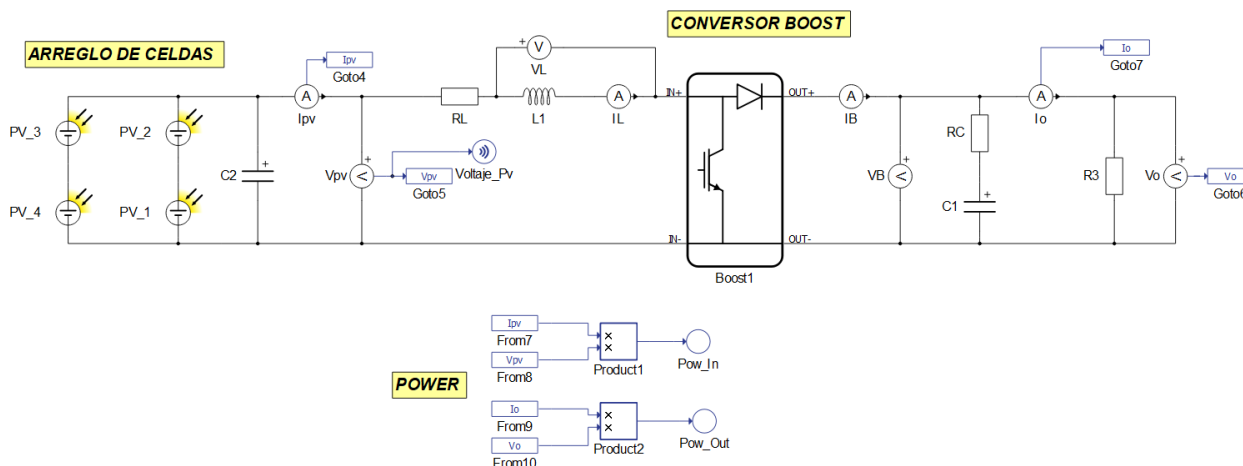 CONVERSOR BOOST
ARREGLO DE CELDAS
Ipv
Goto4
V
VL
Io
Goto7
A
Ipv
RL
L1
A
IL
IN+
OUT+
A
IB
A
Io
PV_3
PV_2
C2
Vpv
V
Voltaje_Pv
Vpv
Goto5
PV_4
PV_1
VB
V
RC
C1
R3
Vo
V
Vo
Goto6
IN-
OUT-
Boost1
POWER
Ipv
From7
Vpv
From8
×
×
Product1
Pow_In
Io
From9
Vo
From10
×
×
Product2
Pow_Out